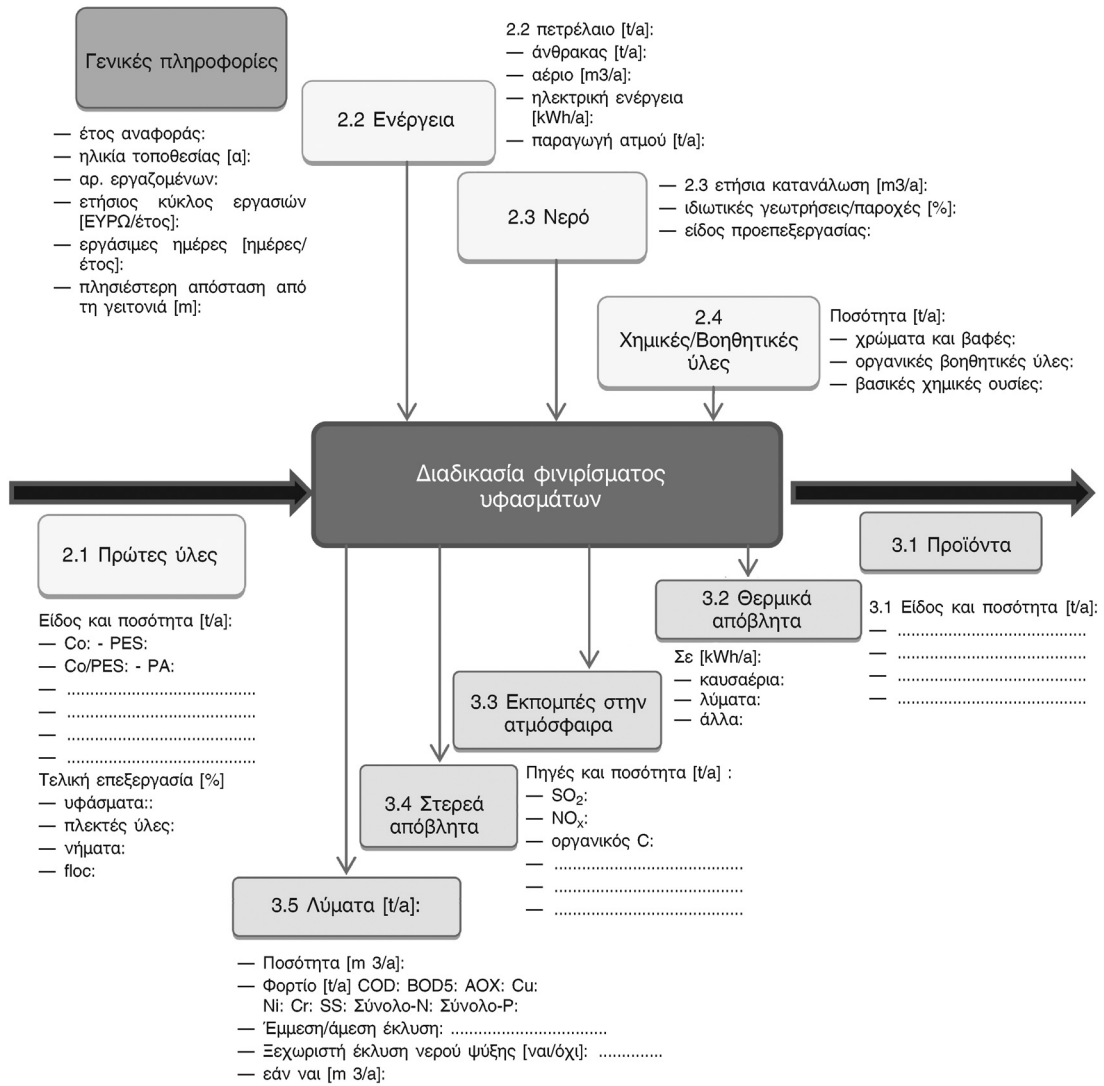 Γενικές πληροφορίες
— έτος αναφοράς:
— ηλικία τοποθεσίας [α]:
— αρ. εργαζομένων:
— ετήσιος κύκλος εργασιών
[ΕΥΡΩ/έτος]:
— εργάσιμες ημέρες [ημέρες/
έτος]:
— πλησιέστερη απόσταση από
τη γειτονιά [m]:
2.2 Ενέργεια
2.2 πετρέλαιο [t/a]:
— άνθρακας [t/a]:
— αέριο [m3/a]:
— ηλεκτρική ενέργεια
[kWh/a]:
— παραγωγή ατμού [t/a]:
2.3 Νερό
— 2.3 ετήσια κατανάλωση [m3/a]:
— ιδιωτικές γεωτρήσεις/παροχές [%]:
— είδος προεπεξεργασίας:
2.4
Χημικές/Βοηθητικές
ύλες
Ποσότητα [t/a]:
— χρώματα και βαφές:
— οργανικές βοηθητικές ύλες:
— βασικές χημικές ουσίες:
Διαδικασία φινιρίσματος
υφασμάτων
2.1 Πρώτες ύλες
Είδος και ποσότητα [t/a]:
— Co: - PES:
— Co/PES: - PA:
— ......................................
— ......................................
— ......................................
— ......................................
Τελική επεξεργασία [%]
— υφάσματα::
— πλεκτές ύλες:
— νήματα:
— floc:
3.1 Προϊόντα
3.1 Είδος και ποσότητα [t/a]:
— ......................................
— ......................................
— ......................................
— ......................................
3.2 Θερμικά
απόβλητα
Σε [kWh/a]:
— καυσαέρια:
— λύματα:
— άλλα:
3.3 Εκπομπές στην
ατμόσφαιρα
Πηγές και ποσότητα [t/a] :
— SO₂:
— NOₓ:
— οργανικός C:
— ......................................
— ......................................
— ......................................
3.4 Στερεά
απόβλητα
3.5 Λύματα [t/a]:
— Ποσότητα [m 3/a]:
— Φορτίο [t/a] COD: BOD5: AOX: Cu:
Ni: Cr: SS: Σύνολο-N: Σύνολο-P:
— Έμμεση/άμεση έκλυση: ..................................
— Ξεχωριστή έκλυση νερού ψύξης [ναι/όχι]: ..............
— εάν ναι [m 3/a]: